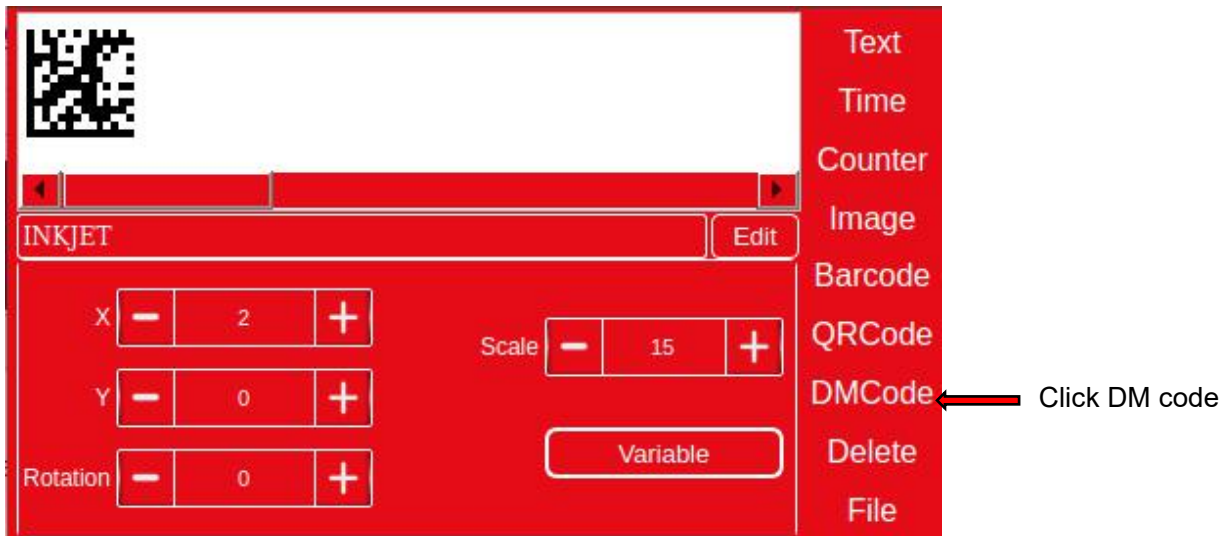 Text
Time
Counter
Image
INKJET
Edit
Barcode
X
2
Scale
15
QRCode
Y
0
DMCode
Click DM code
Variable
Delete
Rotation
0
File